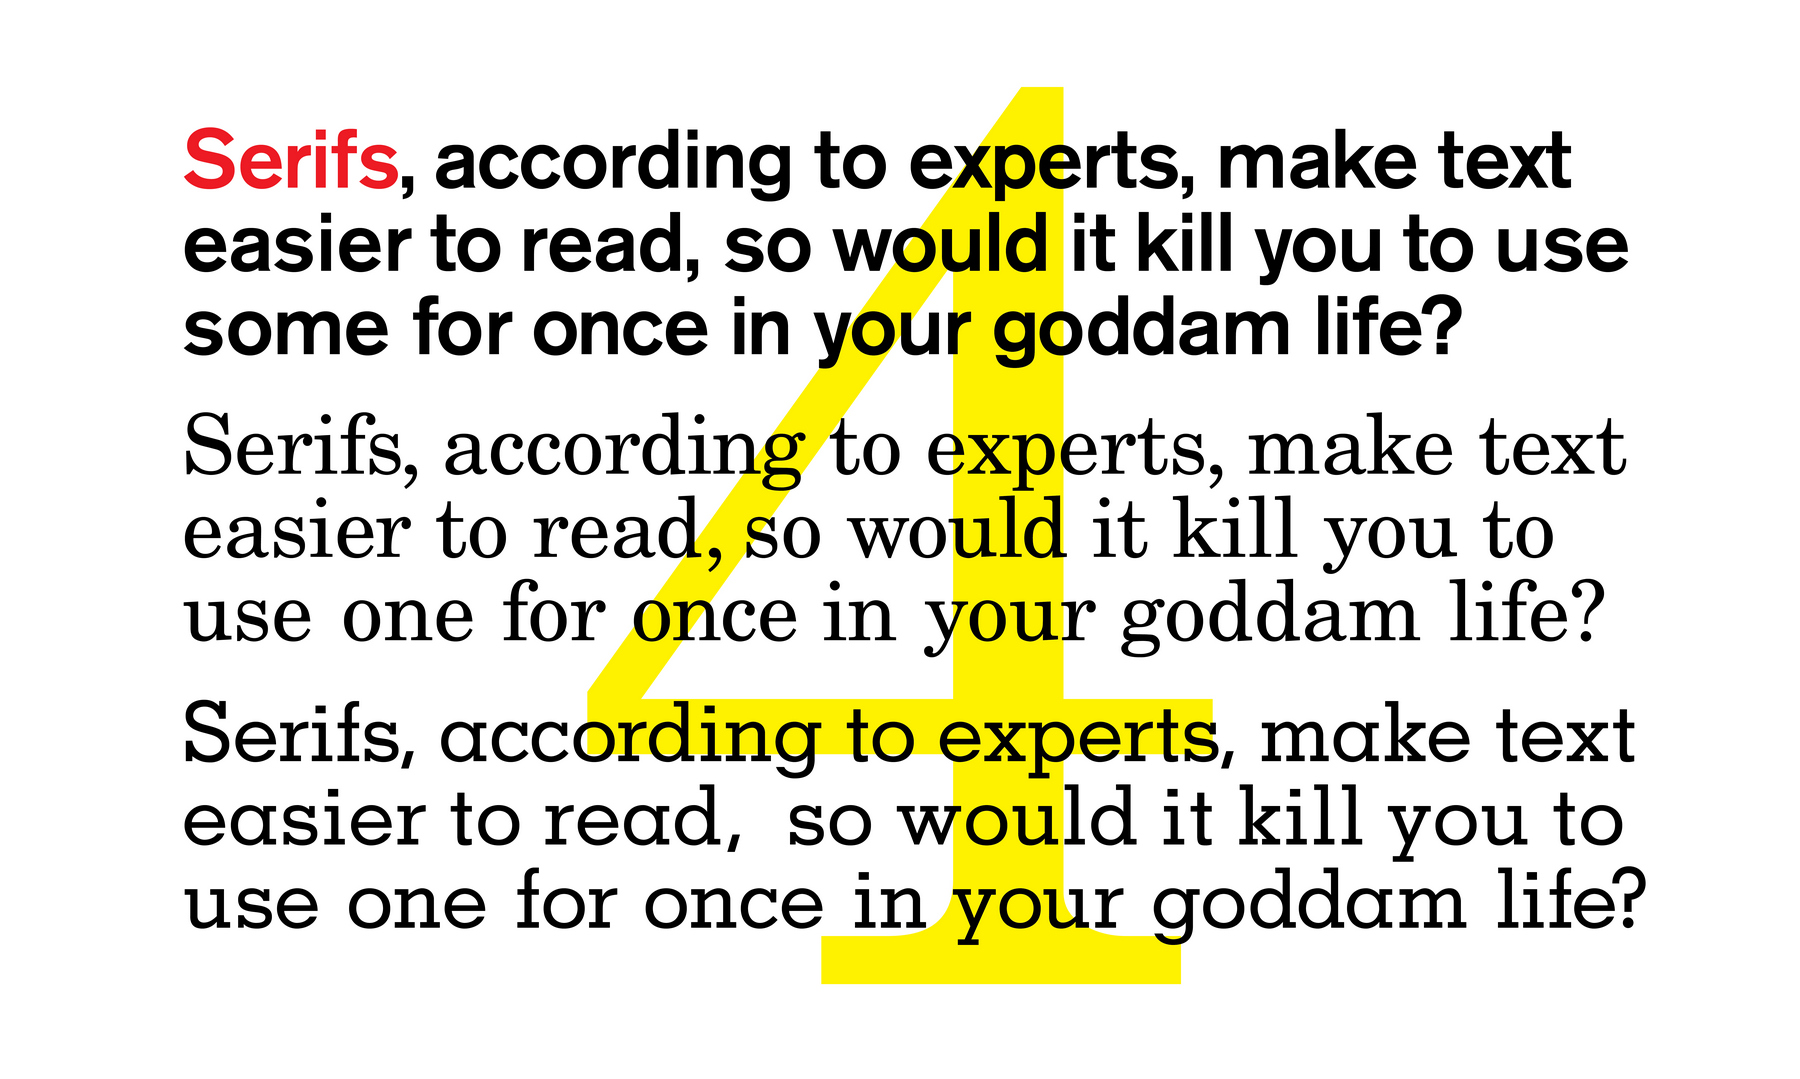 Serifs, according to experts, make text
easier to read, so would it kill you to use
some for once in your goddam life?
Serifs, according to experts, make text
easier to read, so would it kill you to
use one for once in your goddam life?
Serifs, according to experts, make text
easier to read,  so would it kill you to
use one for once in your goddam life?
4